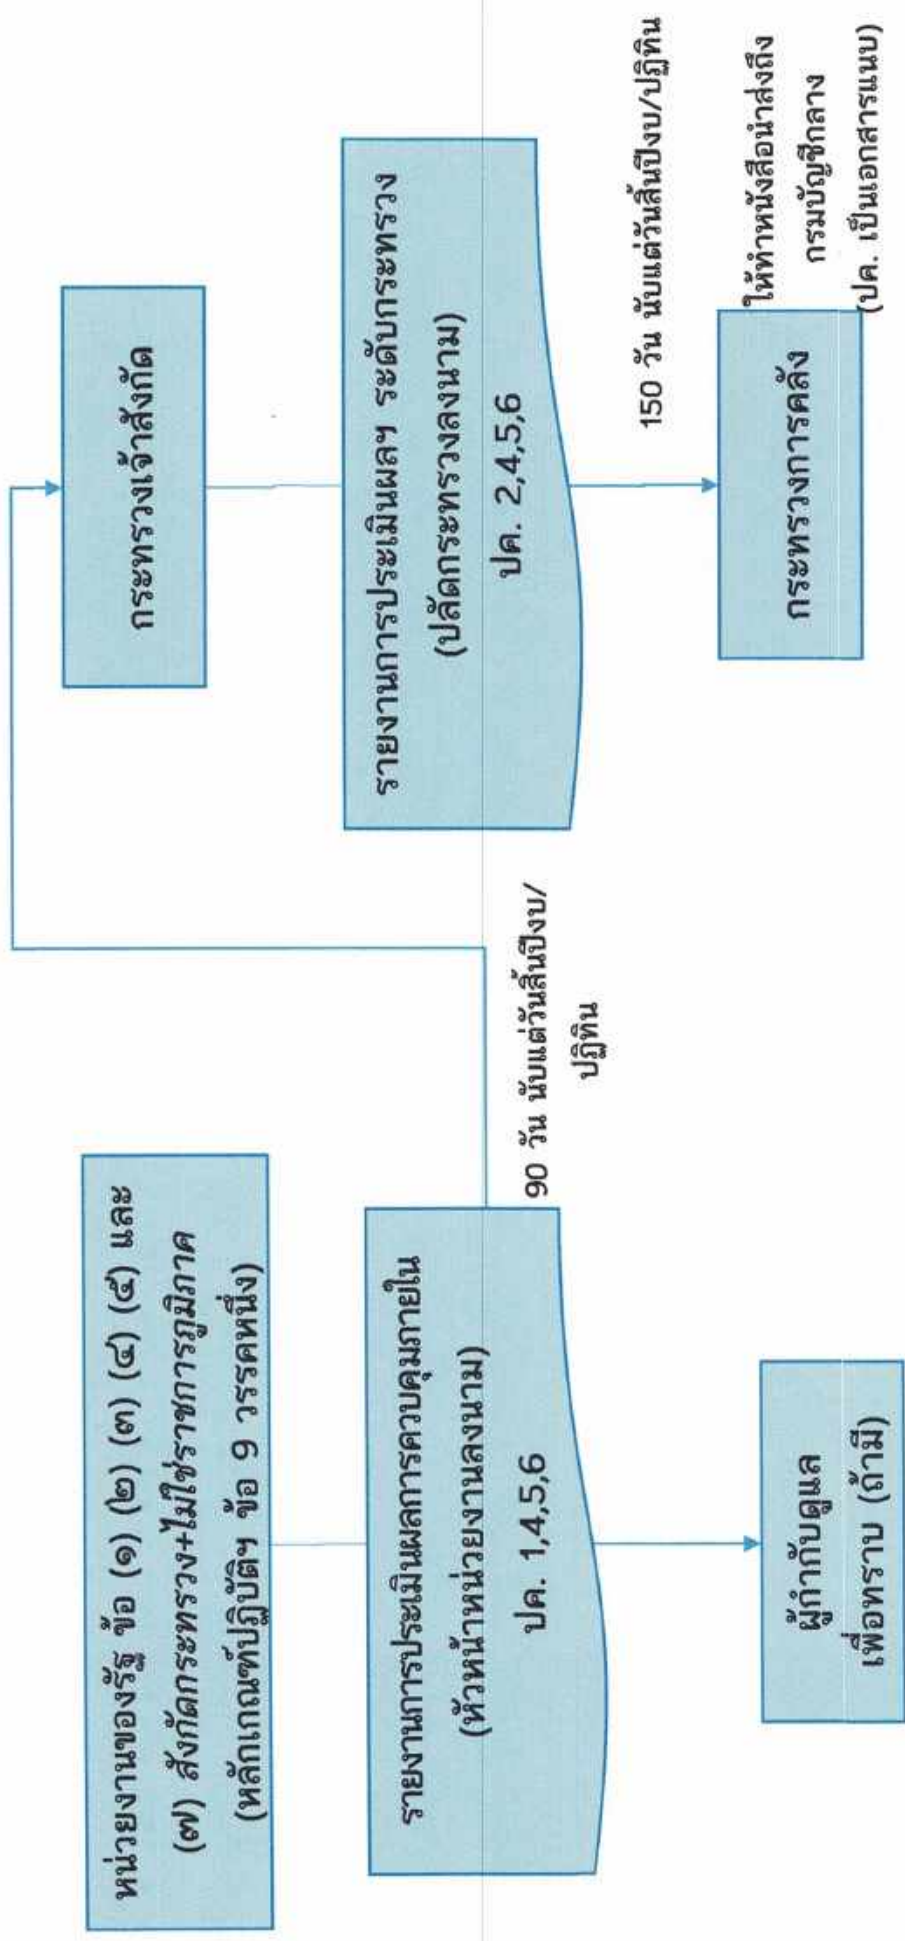 หน่วยงานของรัฐ ข้อ (๑) (๒) (๓) (๔) (๕) และ
(๗) สังกัดกระทรวง+ไม่ใช่ราชการภูมิภาค
(หลักเกณฑ์ปฏิบัติฯ ข้อ 9 วรรคหนึ่ง)
รายงานการประเมินผลการควบคุมภายใน
(หัวหน้าหน่วยงานลงนาม)
ปค. 1,4,5,6
90 วัน นับแต่วันสิ้นปีงบ/
ปฏิทิน
ผู้กำกับดูแล
เพื่อทราบ (ถ้ามี)
กระทรวงเจ้าสังกัด
รายงานการประเมินผลฯ ระดับกระทรวง
(ปลัดกระทรวงลงนาม)
ปค. 2,4,5,6
150 วัน นับแต่วันสิ้นปีงบ/ปฏิทิน
กระทรวงการคลัง
ให้ทำหนังสือนำส่งถึง
กรมบัญชีกลาง
(ปค. เป็นเอกสารแนบ)